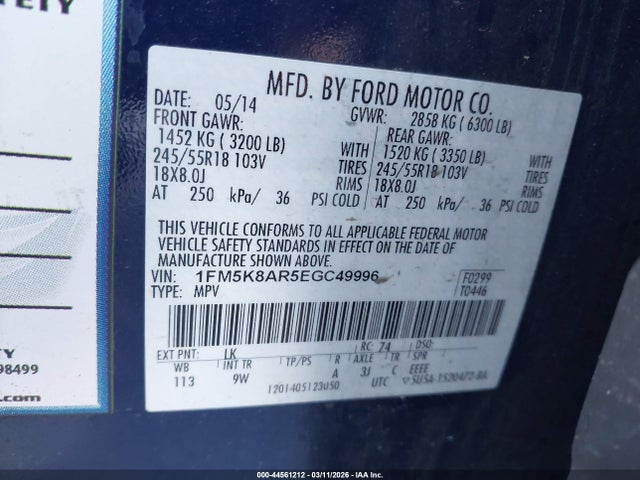 ETY
MFD. BY FORD MOTOR CO.
DATE: 05/14 GVWR: 2858 KG ( 6300 LB)
FRONT GAWR: REAR GAWR:
1452 KG ( 3200 LB) WITH 1520 KG ( 3350 LB) WITH
245/55R18 103V TIRES 245/55R18 103V TIRES
18X8.0J RIMS 18X8.0J RIMS
AT 250 kPa/ 36 PSI COLD AT 250 kPa/ 36 PSI COLD
THIS VEHICLE CONFORMS TO ALL APPLICABLE FEDERAL MOTOR
VEHICLE SAFETY STANDARDS IN EFFECT ON THE DATE OF
MANUFACTURE SHOWN ABOVE.
VIN: 1FM5K8AR5EGC49996 F0299
TYPE: MPV T0446
EXT PNT: LK RC: 74 DSO:
WB INT TR TP/PS R AXLE TR SPR
113 9W A 3J C EEEE
1201405123050 UTC
TY
98499
.com
000-44561212 - 03/11/2026 - IAA Inc.